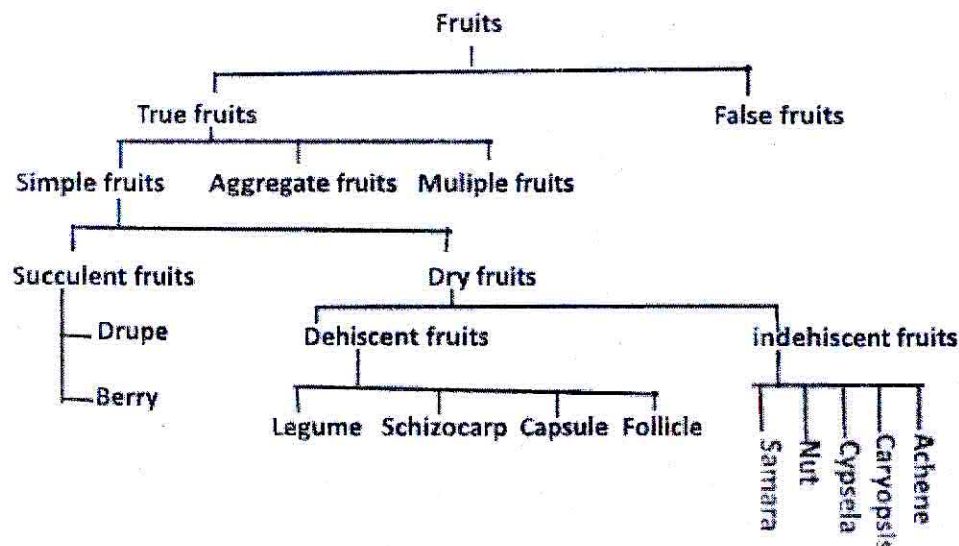 Fruits
True fruits False fruits
Simple fruits Aggregate fruits Muliple fruits
Succulent fruits Dry fruits
Drupe Dehiscent fruits Indehiscent fruits
Berry
Legume Schizocarp Capsule Follicle
Samara
Nut
Cypsela
Caryopsis
Achene